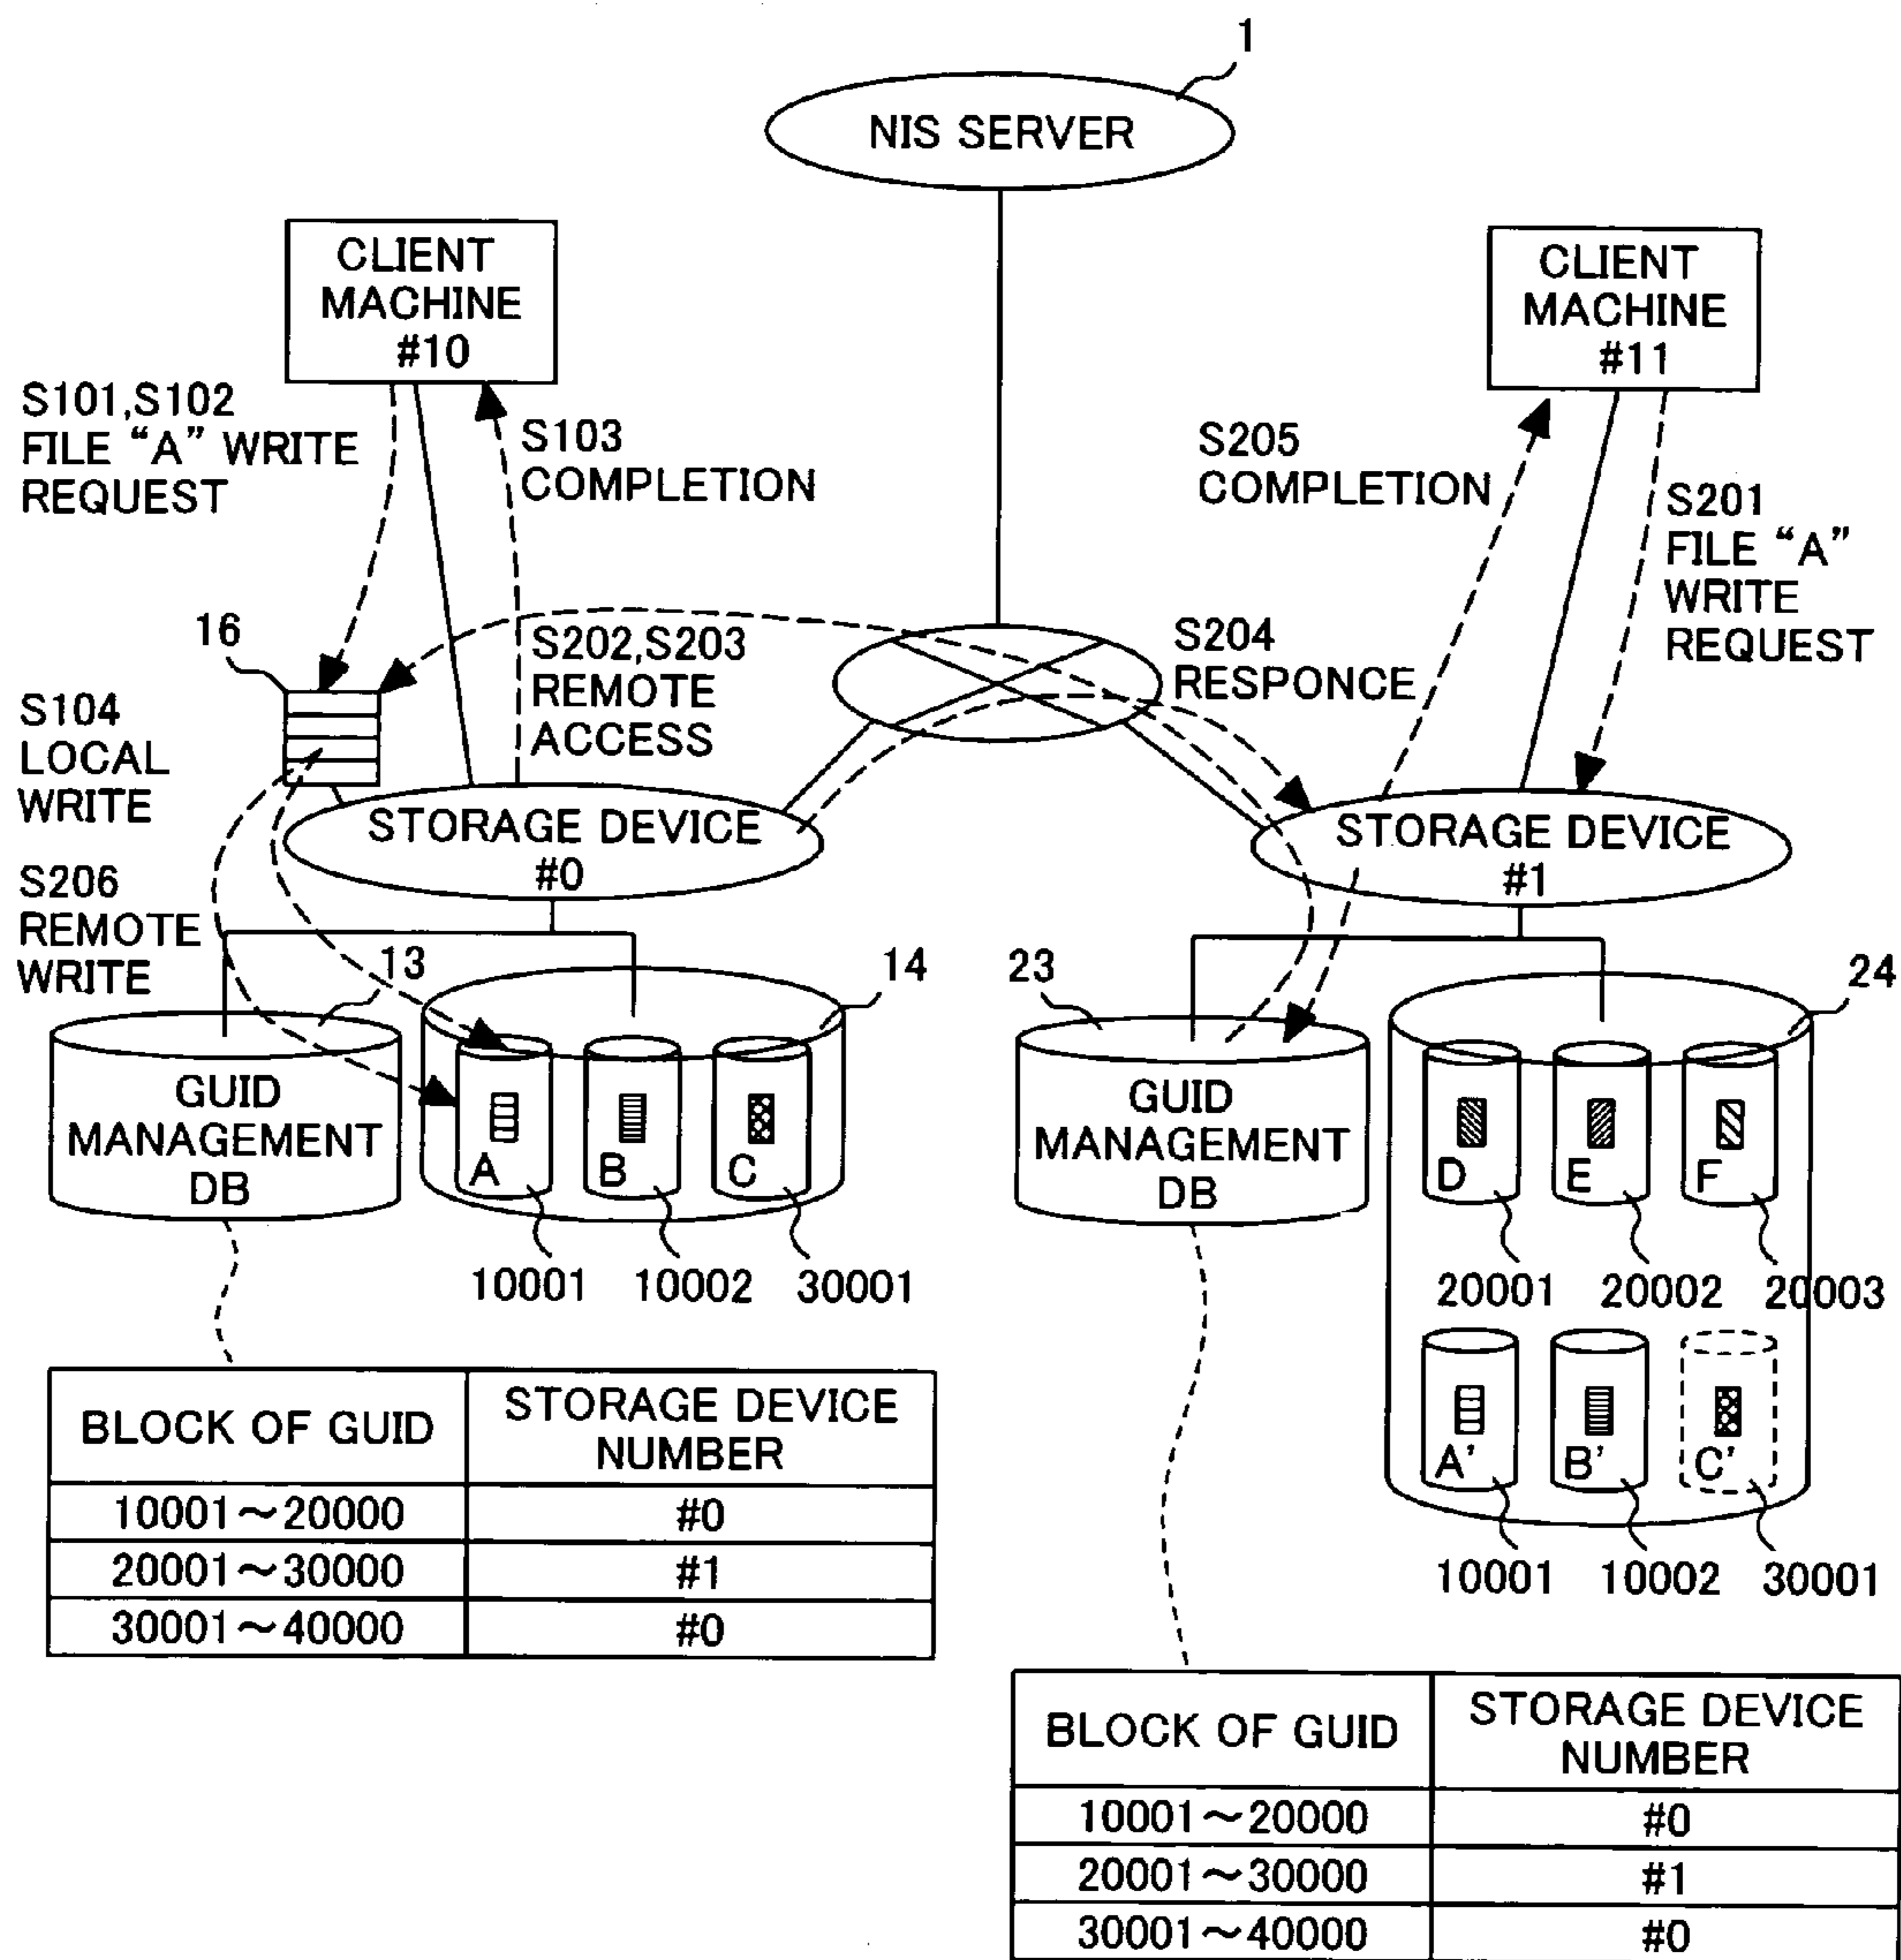 1
NIS SERVER
CLIENT
MACHINE
#10
CLIENT
MACHINE
#11
S101,S102
FILE “A” WRITE
REQUEST
S103
COMPLETION
S205
COMPLETION
S201
FILE “A”
WRITE
REQUEST
16
S202,S203
REMOTE
ACCESS
S204
RESPONCE
S104
LOCAL
WRITE
STORAGE DEVICE
#0
STORAGE DEVICE
#1
S206
REMOTE
WRITE
13
14
23
24
GUID
MANAGEMENT
DB
A
B
C
GUID
MANAGEMENT
DB
D
E
F
10001
10002
30001
20001
20002
20003
A’
B’
C’
10001
10002
30001
BLOCK OF GUID
STORAGE DEVICE
NUMBER
10001～20000
#0
20001～30000
#1
30001～40000
#0
BLOCK OF GUID
STORAGE DEVICE
NUMBER
10001～20000
#0
20001～30000
#1
30001～40000
#0